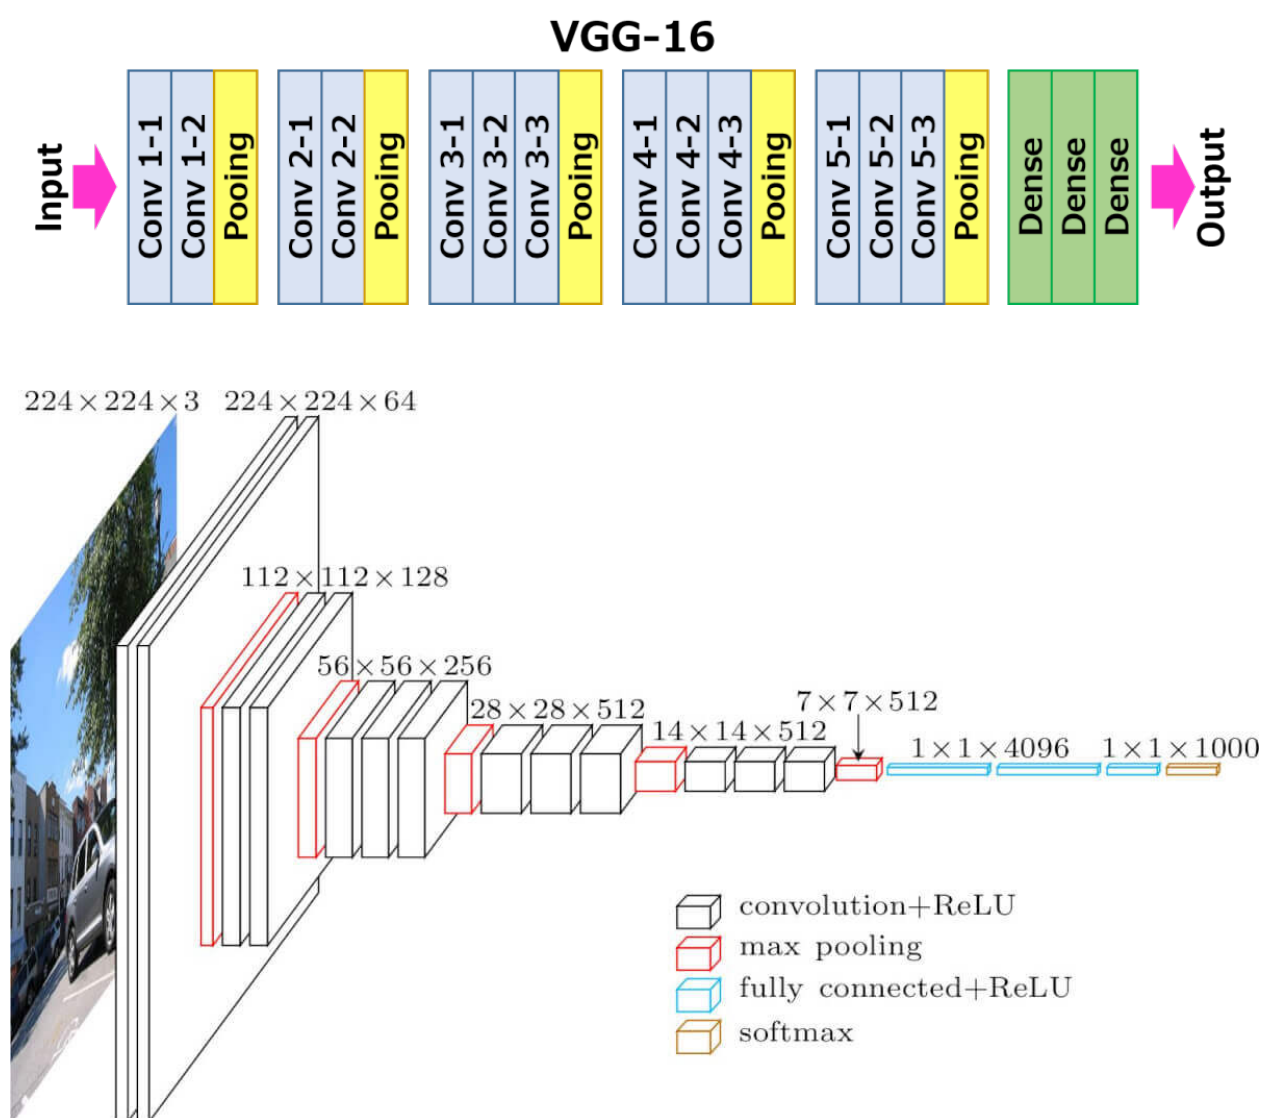 VGG-16
Input
Conv 1-1
Conv 1-2
Pooing
Conv 2-1
Conv 2-2
Pooing
Conv 3-1
Conv 3-2
Conv 3-3
Pooing
Conv 4-1
Conv 4-2
Conv 4-3
Pooing
Conv 5-1
Conv 5-2
Conv 5-3
Pooing
Dense
Dense
Dense
Output
224×224×3
224×224×64
112×112×128
56×56×256
28×28×512
14×14×512
7×7×512
1×1×4096
1×1×1000
convolution+ReLU
max pooling
fully connected+ReLU
softmax